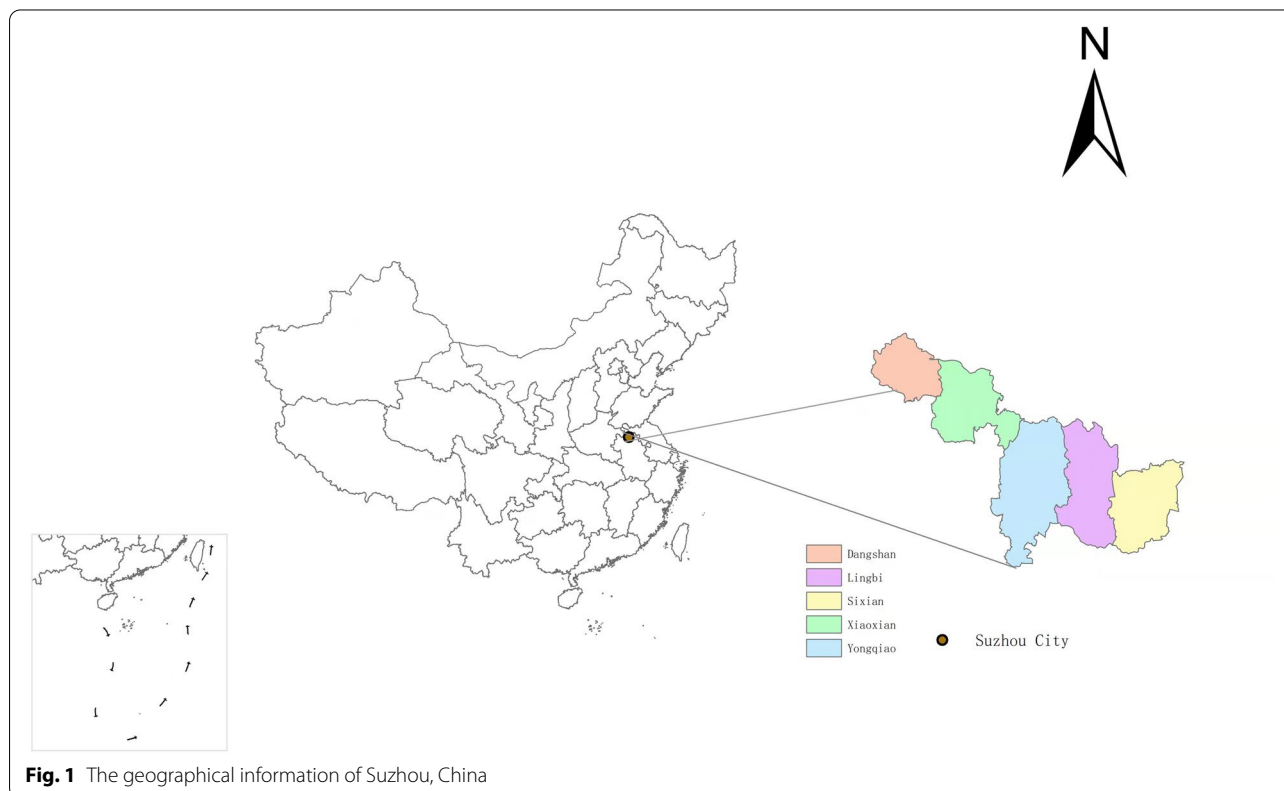 N
Dangshan
Lingbi
Sixian
Xiaoxian
Yongqiao
Suzhou City
Fig. 1 The geographical information of Suzhou, China